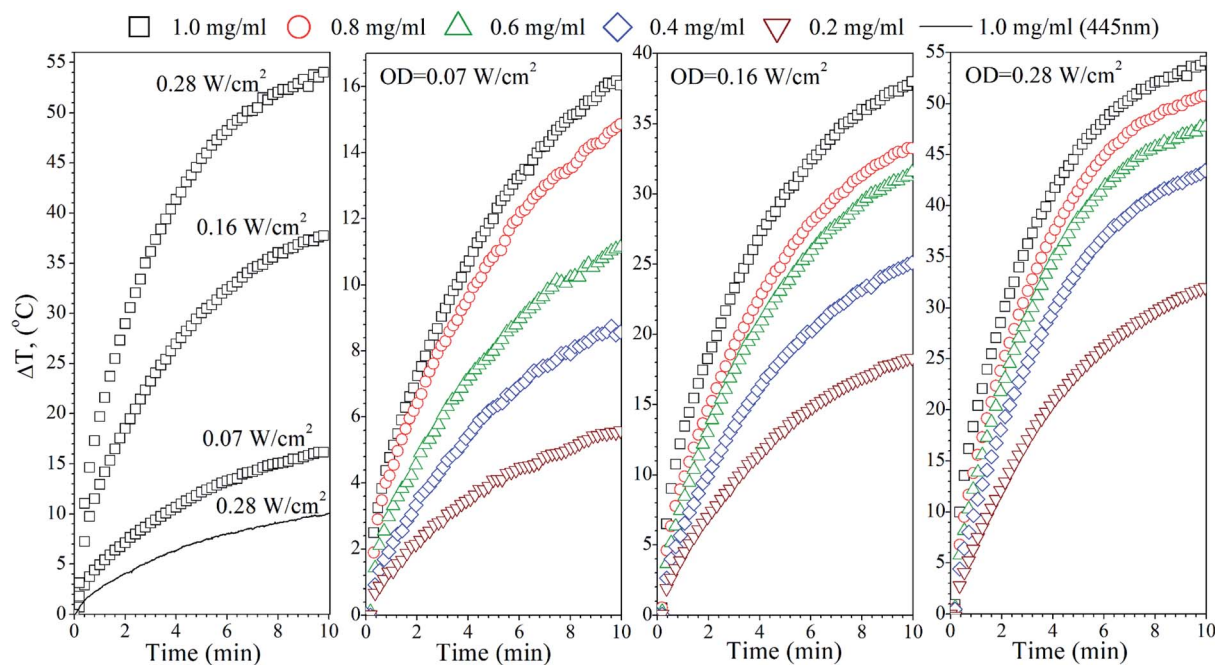 1.0 mg/ml 0.8 mg/ml 0.6 mg/ml 0.4 mg/ml 0.2 mg/ml 1.0 mg/ml (445nm)
ΔT, (°C)
55
50
45
40
35
30
25
20
15
10
5
0
0.28 W/cm²
0.16 W/cm²
0.07 W/cm²
0.28 W/cm²
0 2 4 6 8 10
Time (min)
OD=0.07 W/cm²
16
14
12
10
8
6
4
2
0
0 2 4 6 8 10
Time (min)
OD=0.16 W/cm²
40
35
30
25
20
15
10
5
0
0 2 4 6 8 10
Time (min)
OD=0.28 W/cm²
55
50
45
40
35
30
25
20
15
10
5
0
0 2 4 6 8 10
Time (min)